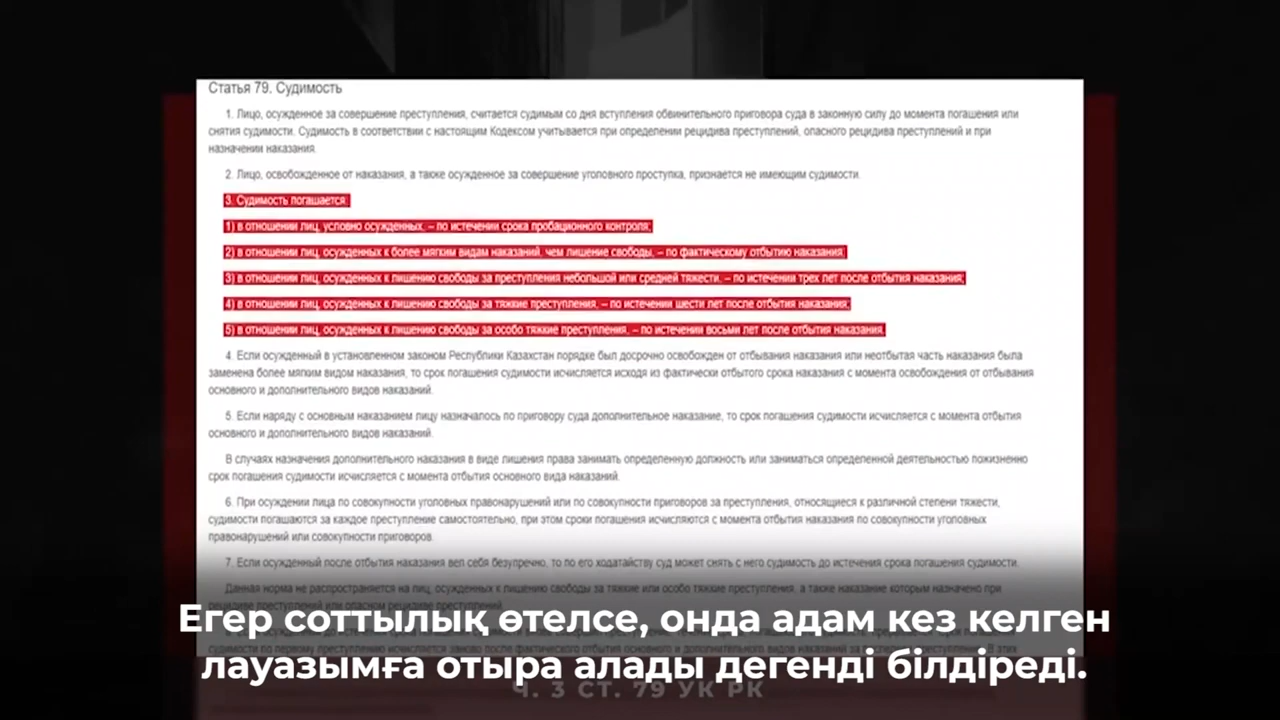 Статья 79. Судимость
1. Лицо, осужденное за совершение преступления, считается судимым со дня вступления обвинительного приговора суда в законную силу до момента погашения или
снятия судимости. Судимость в соответствии с настоящим Кодексом учитывается при определении рецидива преступлений, опасного рецидива преступлений и при
назначении наказания.
2. Лицо, освобожденное от наказания, а также осужденное за совершение уголовного проступка, признается не имеющим судимости.
3. Судимость погашается:
1) в отношении лиц, условно осужденных, – по истечении срока пробационного контроля;
2) в отношении лиц, осужденных к более мягким видам наказаний, чем лишение свободы, – по фактическому отбытию наказания;
3) в отношении лиц, осужденных к лишению свободы за преступления небольшой или средней тяжести, – по истечении трех лет после отбытия наказания;
4) в отношении лиц, осужденных к лишению свободы за тяжкие преступления, – по истечении шести лет после отбытия наказания;
5) в отношении лиц, осужденных к лишению свободы за особо тяжкие преступления, – по истечении восьми лет после отбытия наказания.
4. Если осужденный в установленном законом Республики Казахстан порядке был досрочно освобожден от отбывания наказания или неотбытая часть наказания была
заменена более мягким видом наказания, то срок погашения судимости исчисляется исходя из фактически отбытого срока наказания с момента освобождения от отбывания
основного и дополнительного видов наказаний.
5. Если наряду с основным наказанием лицу назначалось по приговору суда дополнительное наказание, то срок погашения судимости исчисляется с момента отбытия
основного и дополнительного видов наказаний.
В случаях назначения дополнительного наказания в виде лишения права занимать определенную должность или заниматься определенной деятельностью пожизненно
срок погашения судимости исчисляется с момента отбытия основного вида наказания.
6. При осуждении лица по совокупности уголовных правонарушений или по совокупности приговоров за преступления, относящиеся к различной степени тяжести,
судимости погашаются за каждое преступление самостоятельно, при этом сроки погашения исчисляются с момента отбытия наказания по совокупности уголовных
правонарушений или совокупности приговоров.
7. Если осужденный после отбытия наказания вел себя безупречно, то по его ходатайству суд может снять с него судимость до истечения срока погашения судимости.
Данная норма не распространяется на лиц, осужденных к лишению свободы за тяжкие или особо тяжкие преступления, а также наказание которым назначено при
Егер соттылық өтелсе, онда адам кез келген
лауазымға отыра алады дегенді білдіреді.
Ч. 3 СТ. 79 УК РК